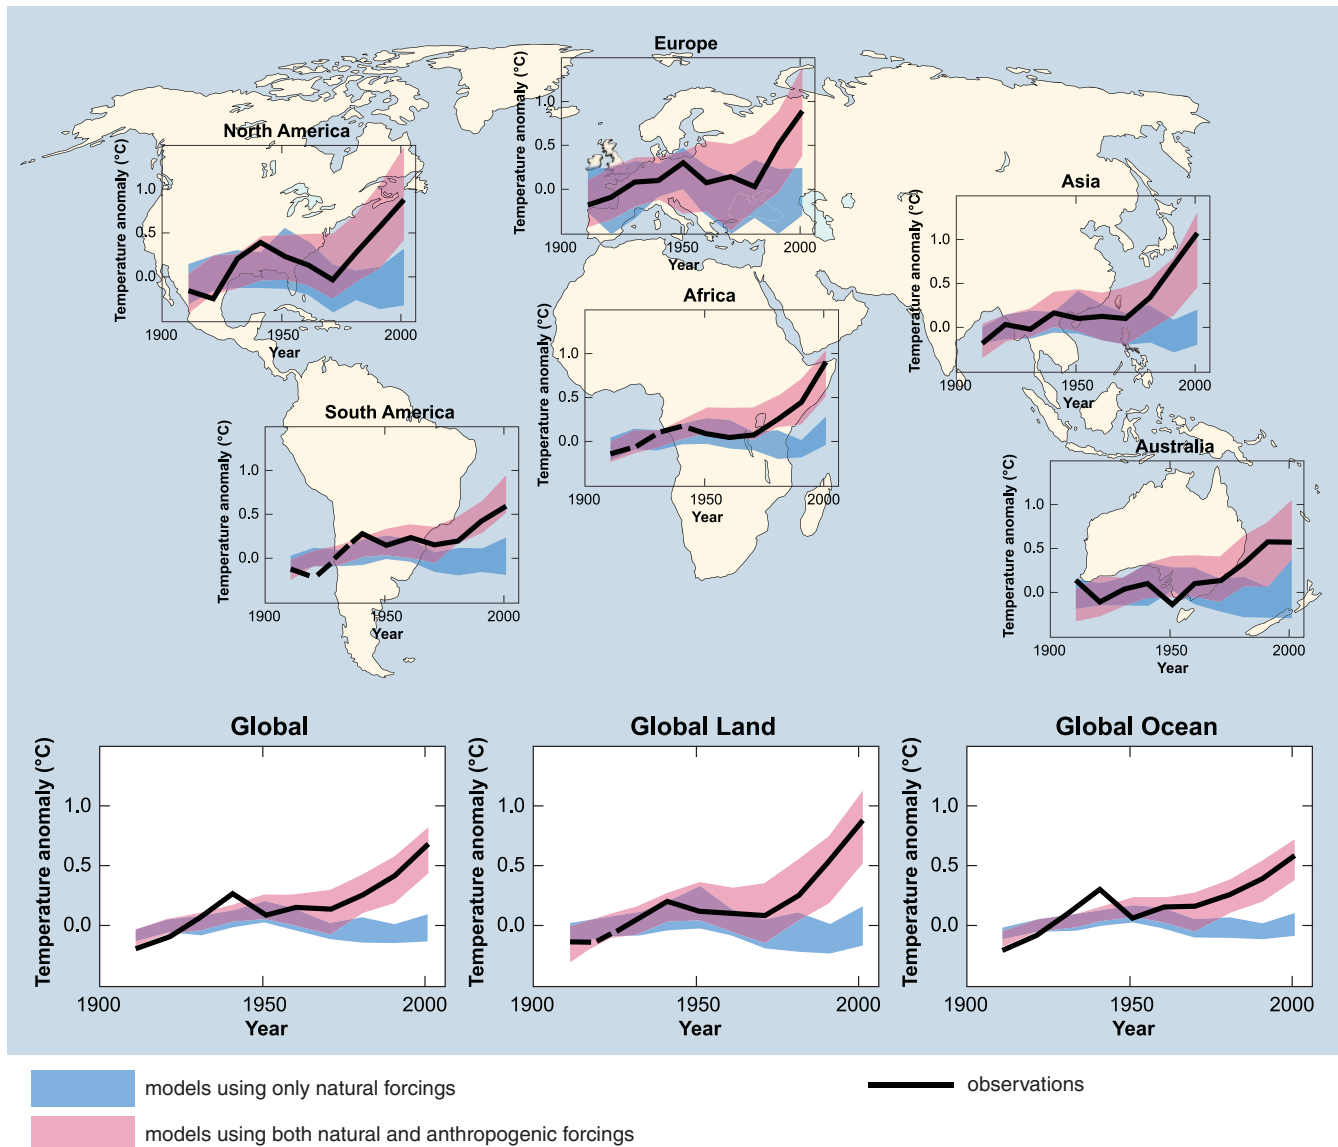 Europe
Temperature anomaly (°C)
1.0
0.5
0.0
1900
1950
2000
Year
North America
Temperature anomaly (°C)
1.0
0.5
0.0
1900
1950
2000
Year
Asia
Temperature anomaly (°C)
1.0
0.5
0.0
1900
1950
2000
Year
Africa
Temperature anomaly (°C)
1.0
0.5
0.0
1900
1950
2000
Year
South America
Temperature anomaly (°C)
1.0
0.5
0.0
1900
1950
2000
Year
Australia
Temperature anomaly (°C)
1.0
0.5
0.0
1900
1950
2000
Year
Global
Temperature anomaly (°C)
1.0
0.5
0.0
1900
1950
2000
Year
Global Land
Temperature anomaly (°C)
1.0
0.5
0.0
1900
1950
2000
Year
Global Ocean
Temperature anomaly (°C)
1.0
0.5
0.0
1900
1950
2000
Year
models using only natural forcings
observations
models using both natural and anthropogenic forcings